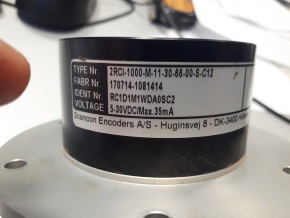 TYPE Nr. 2RCI-1000-M-11-30-68-00-S-C12
FABR Nr. 170714-1081414
IDENT Nr. RC1D1M1WDA0SC2
VOLTAGE 5-30VDC/Max.35mA
Scancon Encoders A/S - Huginsvej 8 - DK-3400